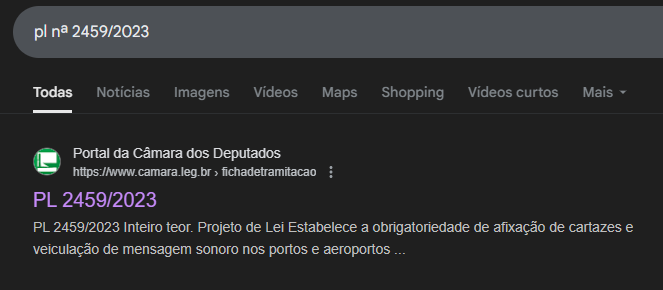 pl nª 2459/2023
Todas Notícias Imagens Vídeos Maps Shopping Vídeos curtos Mais
Portal da Câmara dos Deputados
https://www.camara.leg.br › fichadetramitacao
PL 2459/2023
PL 2459/2023 Inteiro teor. Projeto de Lei Estabelece a obrigatoriedade de afixação de cartazes e
veiculação de mensagem sonoro nos portos e aeroportos ...